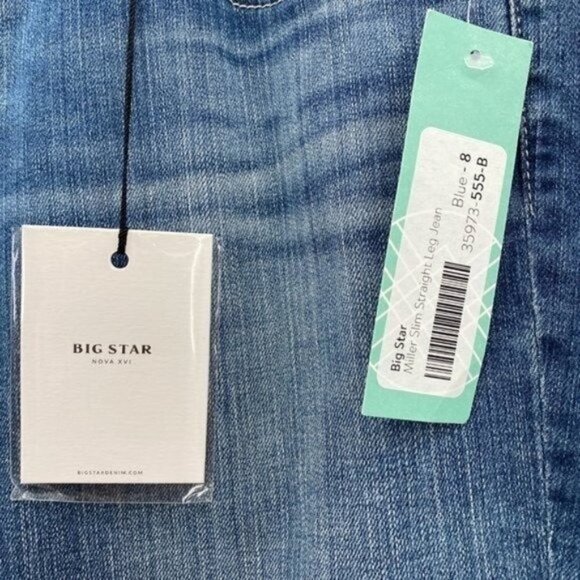 BIG STAR
NOVA XVI
BIGSTARDENIM.COM
Big Star
Miller Slim Straight Leg Jean
Blue - 8
35973-555-B